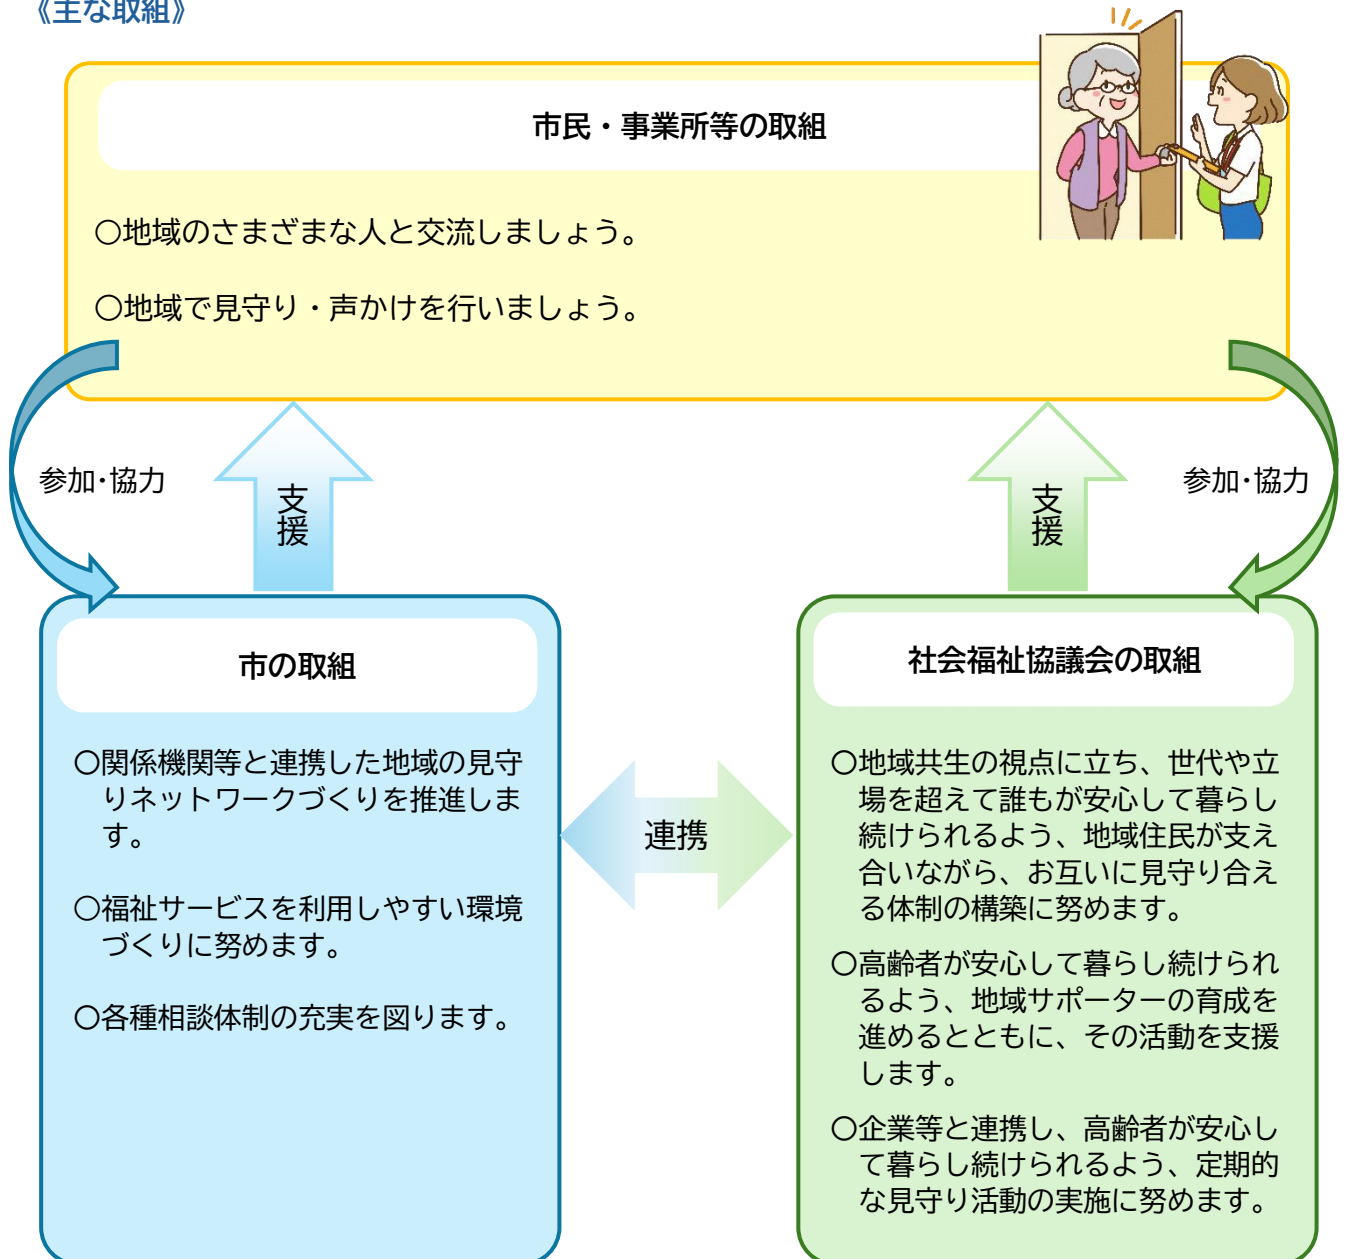 《主な取組》
市民・事業所等の取組
○地域のさまざまな人と交流しましょう。
○地域で見守り・声かけを行いましょう。
参加・協力
支援
支援
参加・協力
市の取組
○関係機関等と連携した地域の見守
りネットワークづくりを推進しま
す。
○福祉サービスを利用しやすい環境
づくりに努めます。
○各種相談体制の充実を図ります。
連携
社会福祉協議会の取組
○地域共生の視点に立ち、世代や立
場を超えて誰もが安心して暮らし
続けられるよう、地域住民が支え
合いながら、お互いに見守り合え
る体制の構築に努めます。
○高齢者が安心して暮らし続けられ
るよう、地域サポーターの育成を
進めるとともに、その活動を支援
します。
○企業等と連携し、高齢者が安心し
て暮らし続けられるよう、定期的
な見守り活動の実施に努めます。